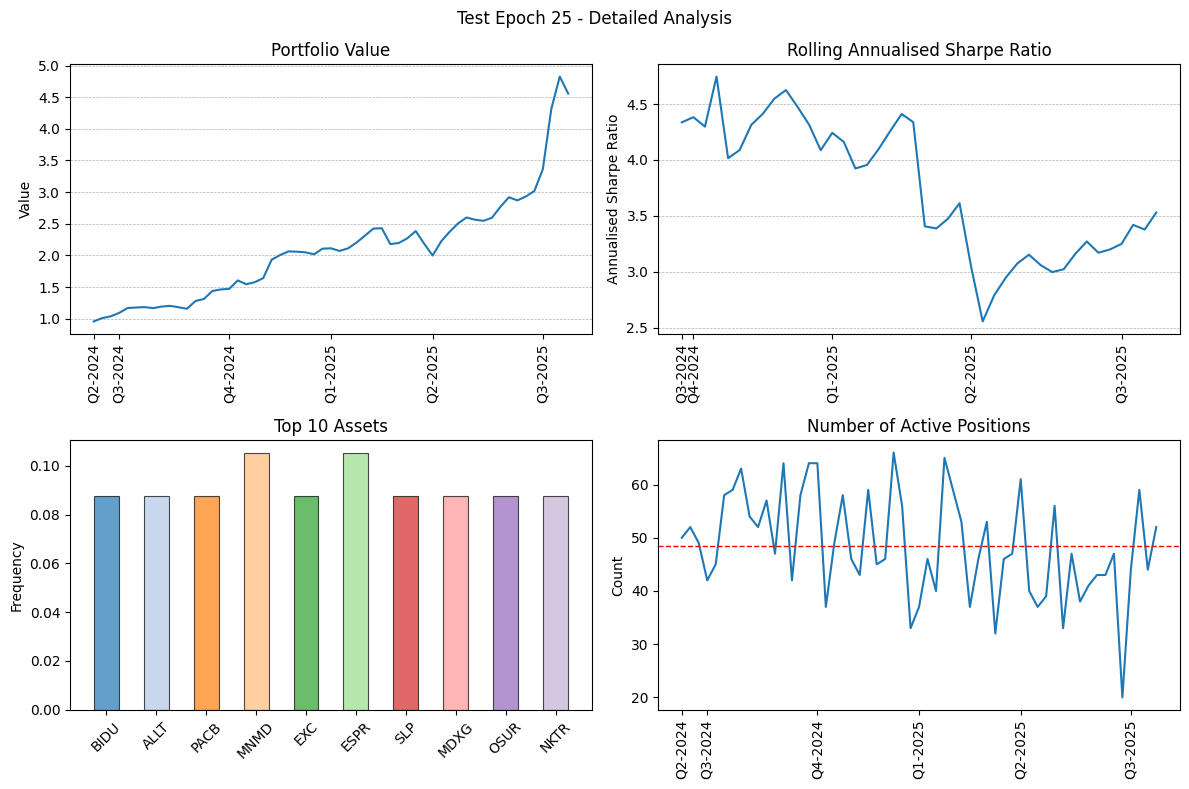 Test Epoch 25 - Detailed Analysis
Portfolio Value
Value
5.0
4.5
4.0
3.5
3.0
2.5
2.0
1.5
1.0
Q2-2024
Q3-2024
Q4-2024
Q1-2025
Q2-2025
Q3-2025
Rolling Annualised Sharpe Ratio
Annualised Sharpe Ratio
4.5
4.0
3.5
3.0
2.5
Q3-2024
Q4-2024
Q1-2025
Q2-2025
Q3-2025
Top 10 Assets
Frequency
0.10
0.08
0.06
0.04
0.02
0.00
BIDU
ALLT
PACB
MNMD
EXC
ESPR
SLP
MDXG
OSUR
NKTR
Number of Active Positions
Count
60
50
40
30
20
Q2-2024
Q3-2024
Q4-2024
Q1-2025
Q2-2025
Q3-2025